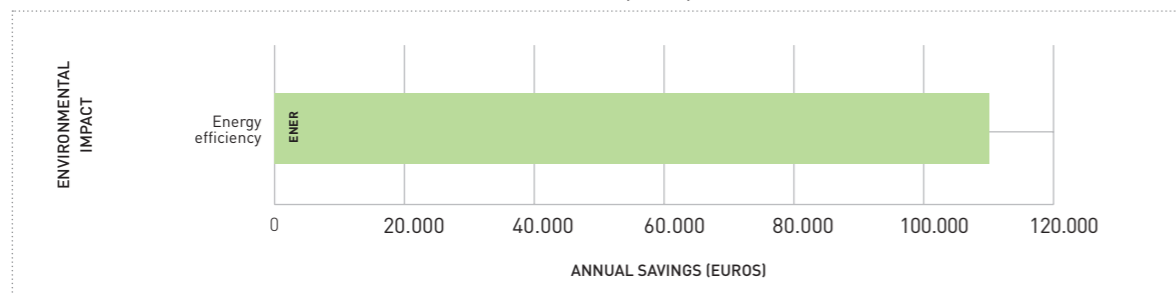 ENVIRONMENTAL
IMPACT
Energy
efficiency
ENER
0
20.000
40.000
60.000
80.000
100.000
120.000
ANNUAL SAVINGS (EUROS)